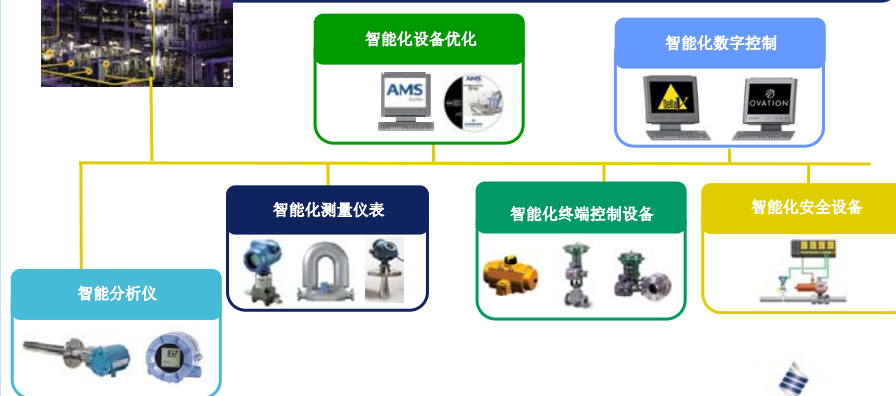 智能化设备优化
智能化数字控制
AMS
AMS
DeltaV
OVATION
智能化测量仪表
智能化终端控制设备
智能化安全设备
智能分析仪